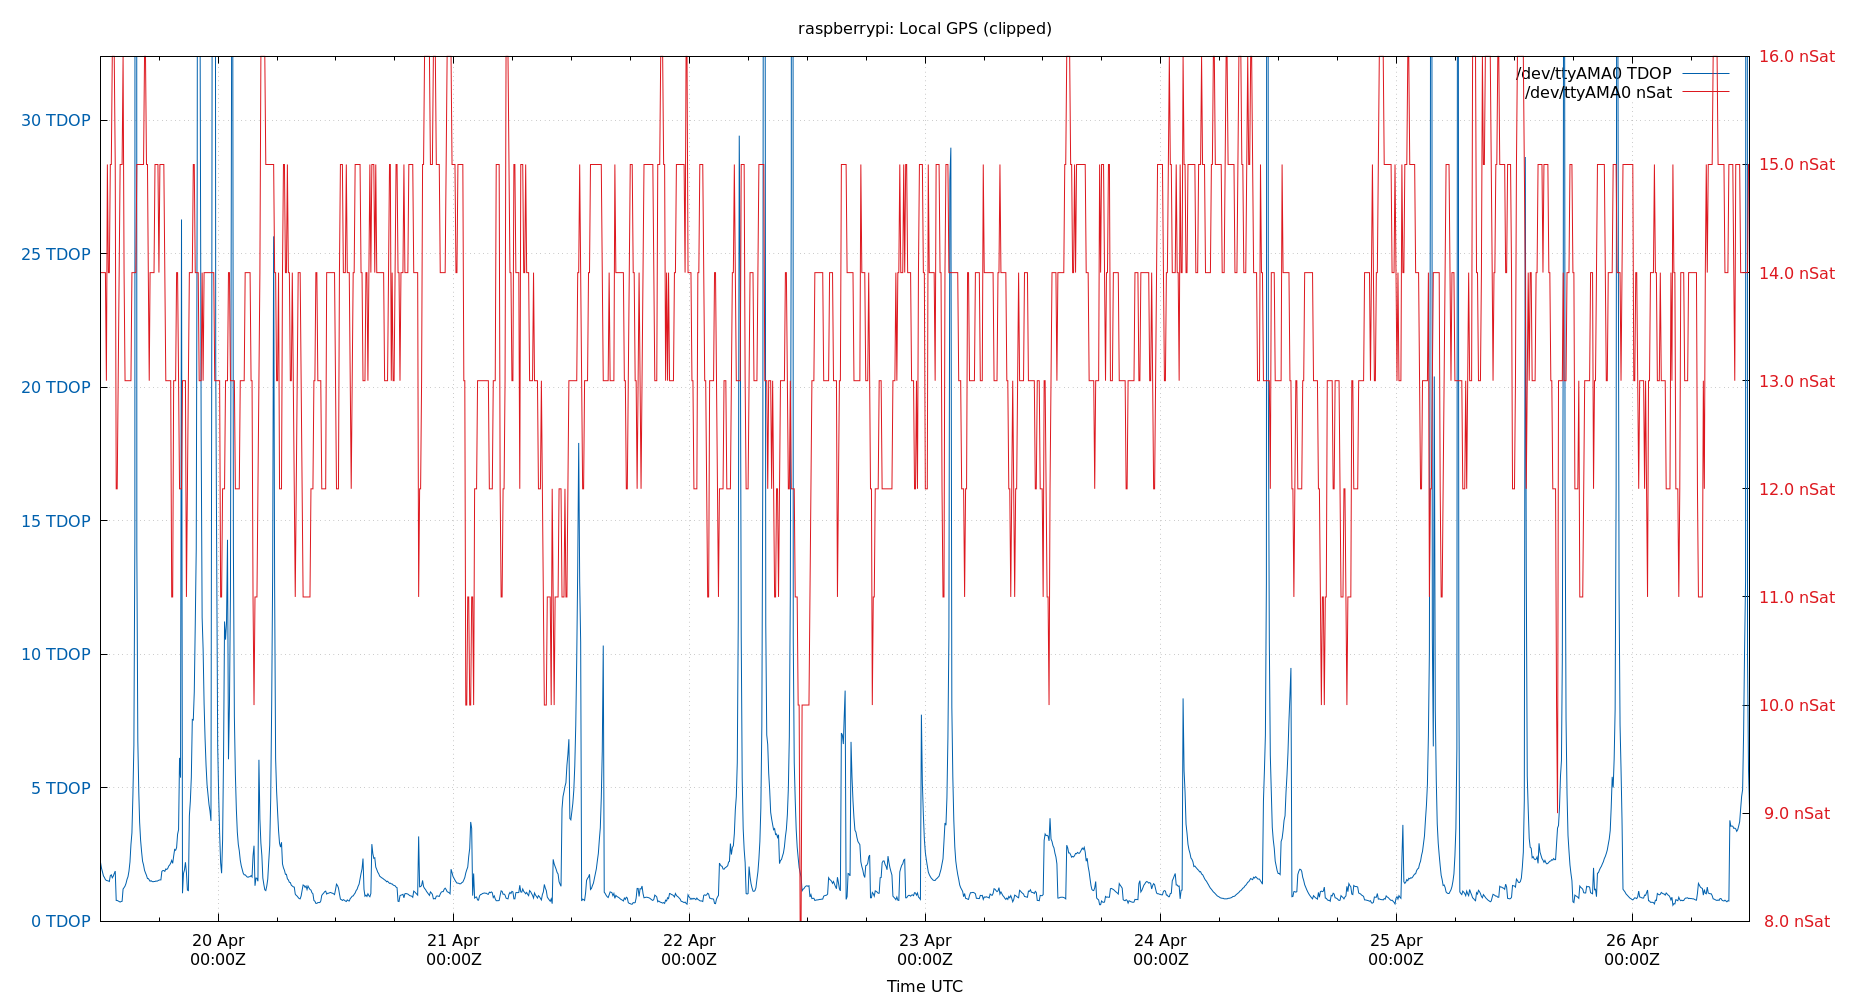 raspberrypi: Local GPS (clipped)
/dev/ttyAMA0 TDOP
/dev/ttyAMA0 nSat
30 TDOP
25 TDOP
20 TDOP
15 TDOP
10 TDOP
5 TDOP
0 TDOP
16.0 nSat
15.0 nSat
14.0 nSat
13.0 nSat
12.0 nSat
11.0 nSat
10.0 nSat
9.0 nSat
8.0 nSat
20 Apr
00:00Z
21 Apr
00:00Z
22 Apr
00:00Z
23 Apr
00:00Z
24 Apr
00:00Z
25 Apr
00:00Z
26 Apr
00:00Z
Time UTC